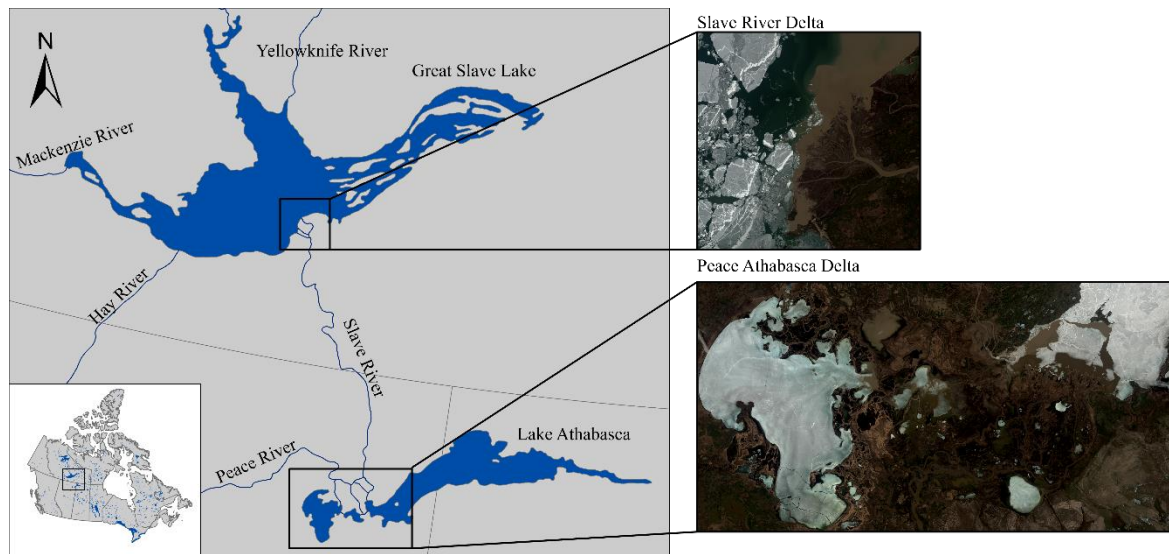 Slave River Delta
N
Yellowknife River
Great Slave Lake
Mackenzie River
Peace Athabasca Delta
Hay River
Slave River
Lake Athabasca
Peace River